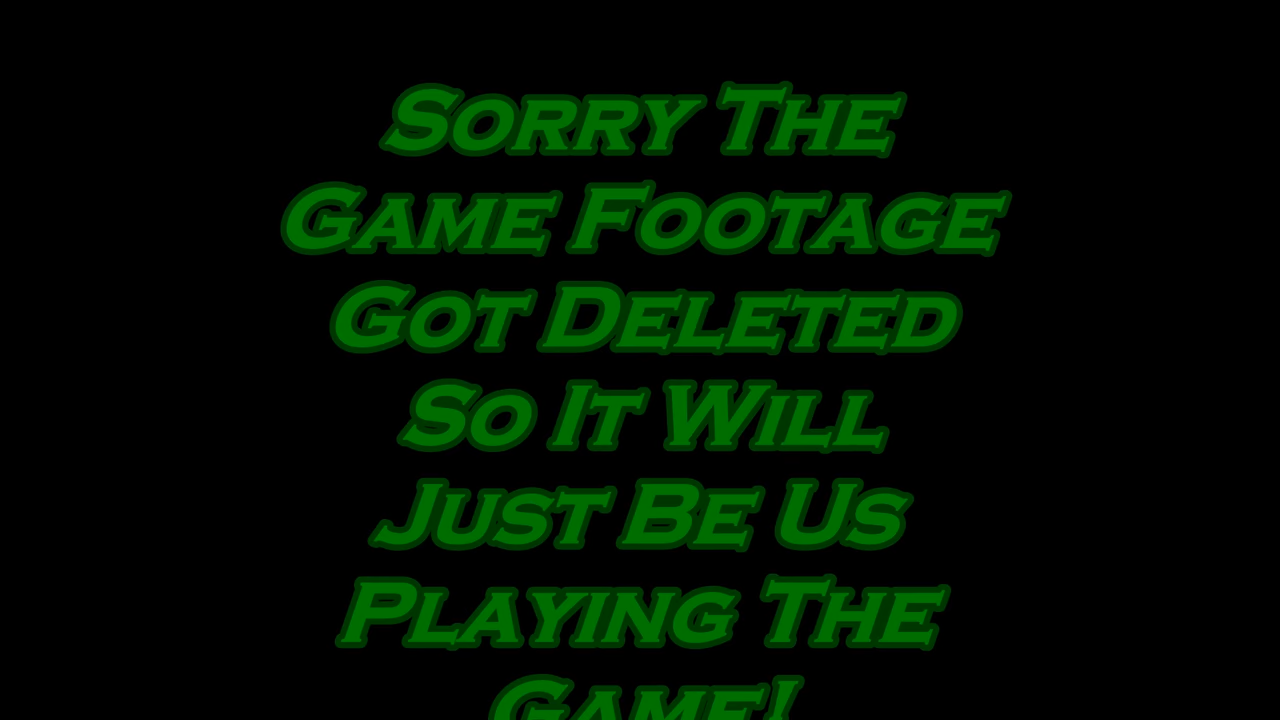 Sorry The
Game Footage
Got Deleted
So It Will
Just Be Us
Playing The
Game!